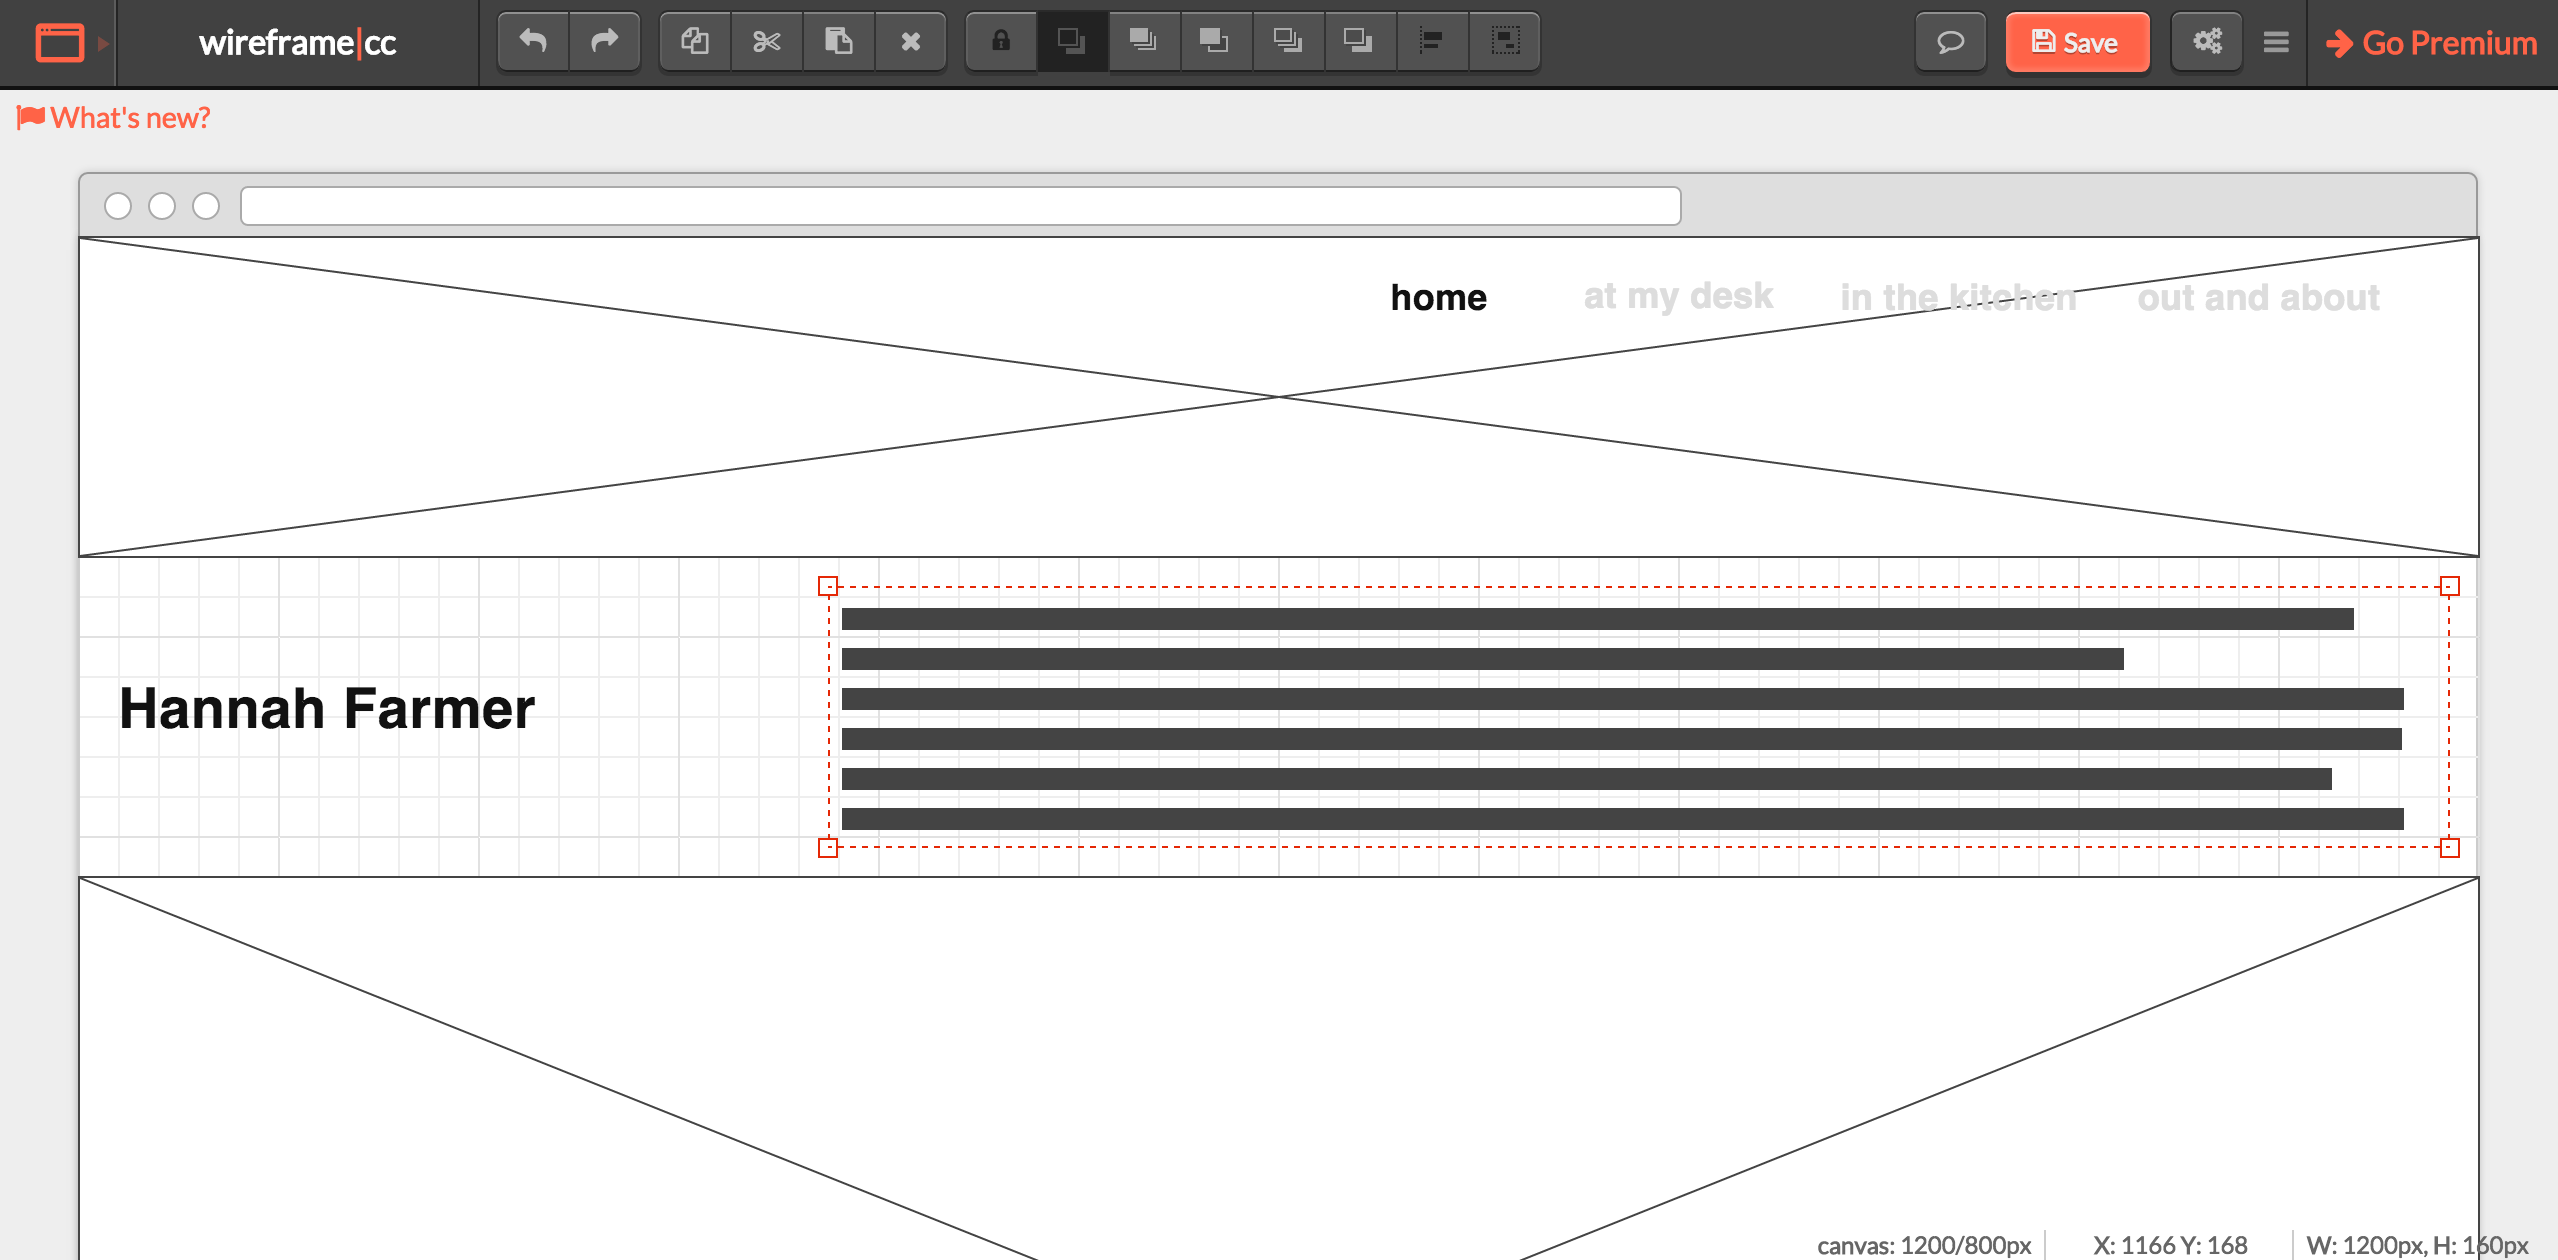 wireframe|cc
Save
Go Premium
What's new?
home at my desk in the kitchen out and about
Hannah Farmer
canvas: 1200/800px X: 1166 Y: 168 W: 1200px, H: 160px